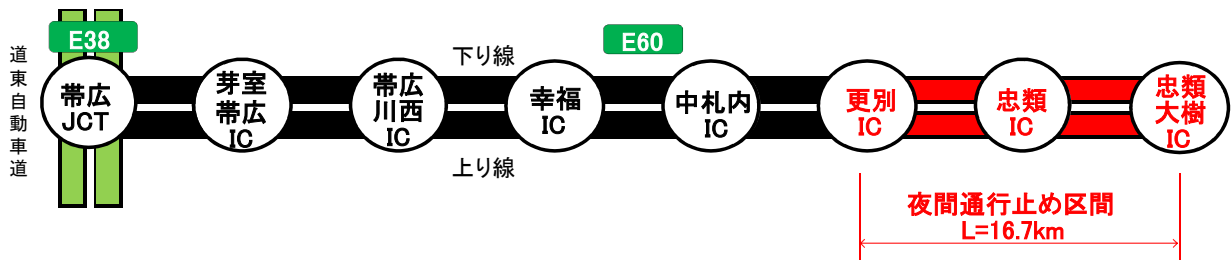 道東自動車道
E38
E60
下り線
上り線
帯広
JCT
芽室
帯広
IC
帯広
川西
IC
幸福
IC
中札内
IC
更別
IC
忠類
IC
忠類
大樹
IC
夜間通行止め区間
L=16.7km